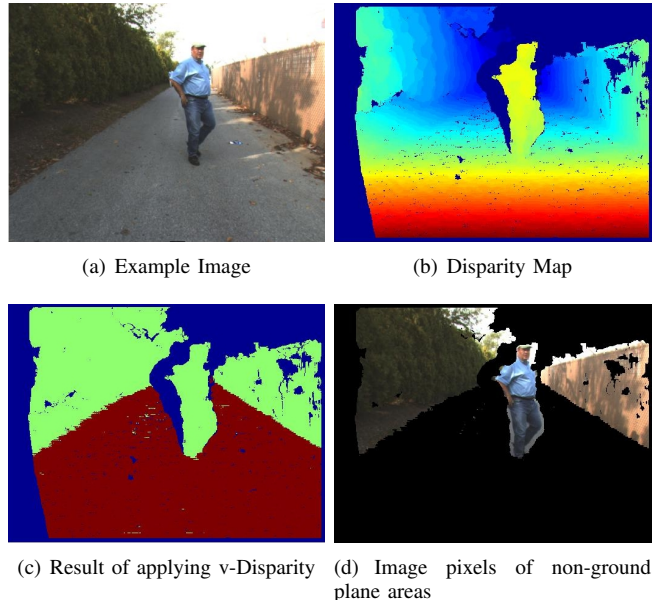 (a) Example Image
(b) Disparity Map
(c) Result of applying v-Disparity
(d) Image pixels of non-ground
plane areas